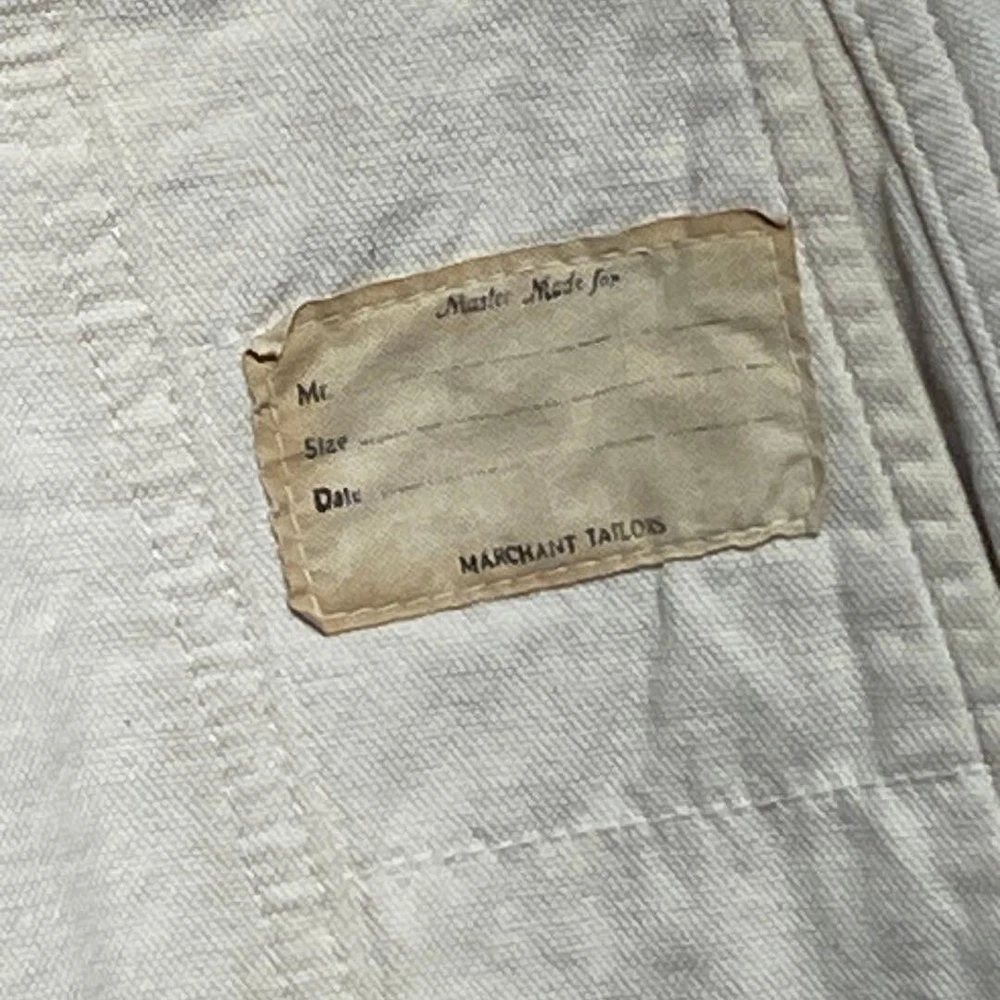 Master Made for
Mr.
Size
Date
MARCHANT TAILORS